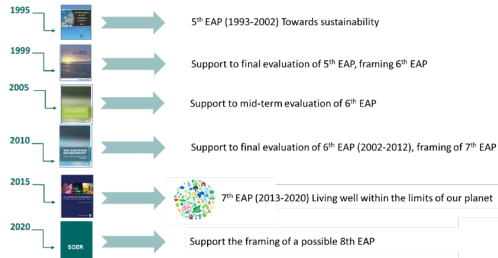 1995
5th EAP (1993-2002) Towards sustainability
1999
Support to final evaluation of 5th EAP, framing 6th EAP
2005
Support to mid-term evaluation of 6th EAP
2010
Support to final evaluation of 6th EAP (2002-2012), framing of 7th EAP
2015
7th EAP (2013-2020) Living well within the limits of our planet
2020
SOER
Support the framing of a possible 8th EAP